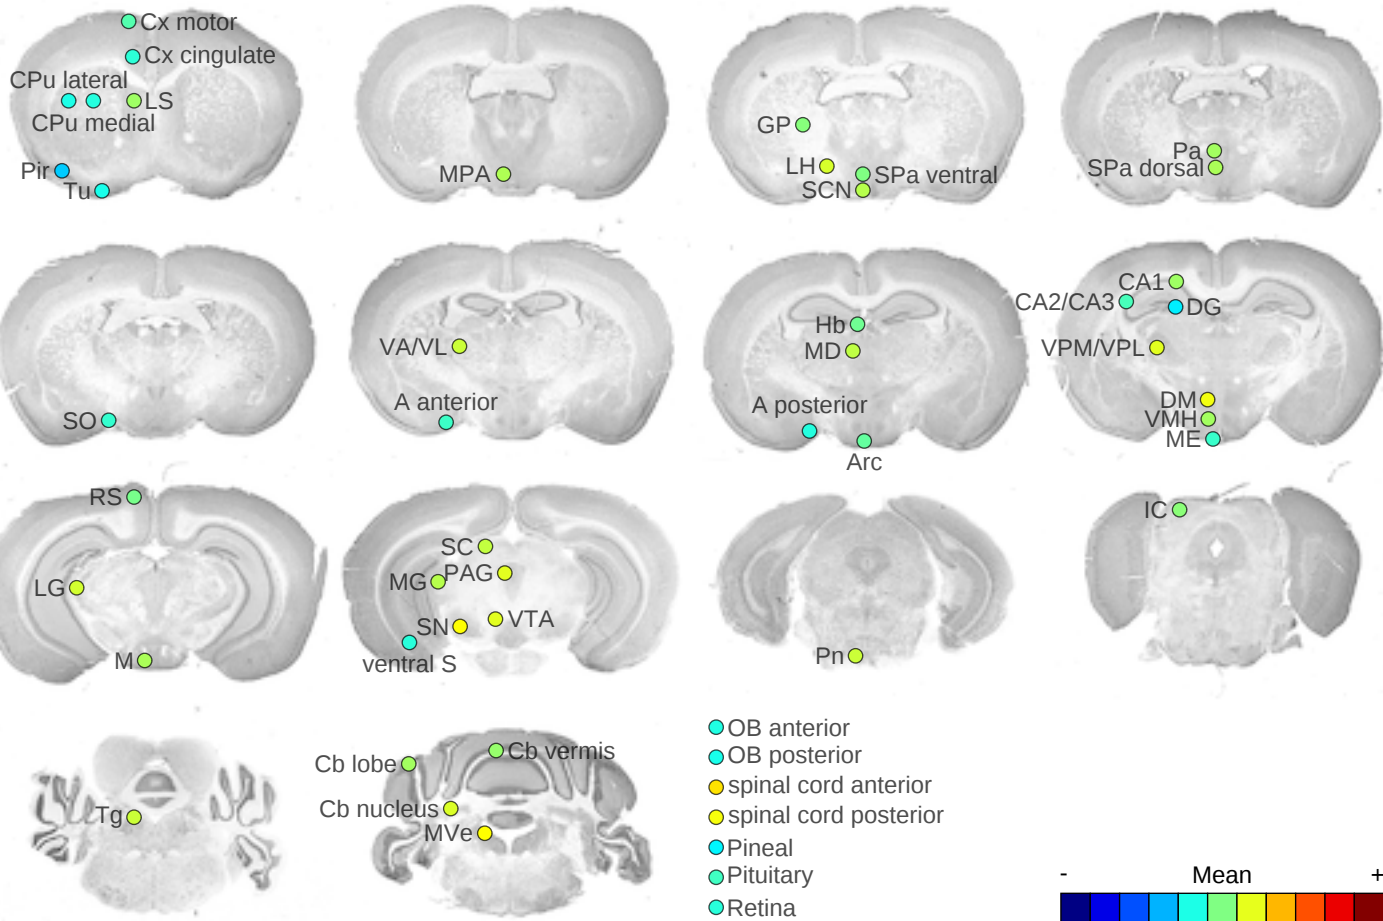 Cx motor
Cx cingulate
CPu lateral
LS
CPu medial
Pir
Tu
MPA
GP
LH
SPa ventral
SCN
Pa
SPa dorsal
SO
VA/VL
A anterior
Hb
MD
A posterior
Arc
CA1
CA2/CA3
DG
VPM/VPL
DM
VMH
ME
RS
LG
M
SC
PAG
MG
VTA
SN
ventral S
Pn
IC
Tg
Cb vermis
Cb lobe
Cb nucleus
MVe
OB anterior
OB posterior
spinal cord anterior
spinal cord posterior
Pineal
Pituitary
Retina
- Mean +